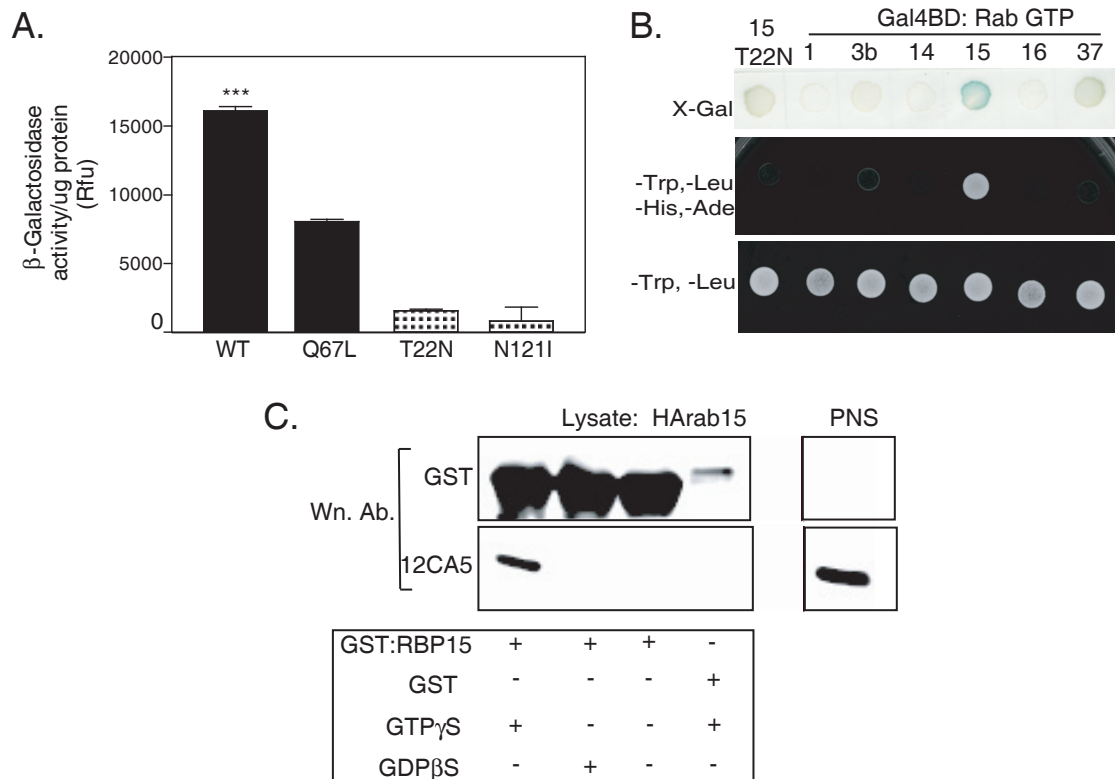 A.
β-Galactosidase
activity/ug protein
(Rfu)
20000
15000
10000
5000
0
***
WT Q67L T22N N121I
B.
15
T22N
Gal4BD: Rab GTP
1 3b 14 15 16 37
X-Gal
-Trp,-Leu
-His,-Ade
-Trp, -Leu
C.
Lysate: HArab15 PNS
Wn. Ab.
GST
12CA5
GST:RBP15 + + + -
GST - - - +
GTPγS + - - +
GDPβS - + - -